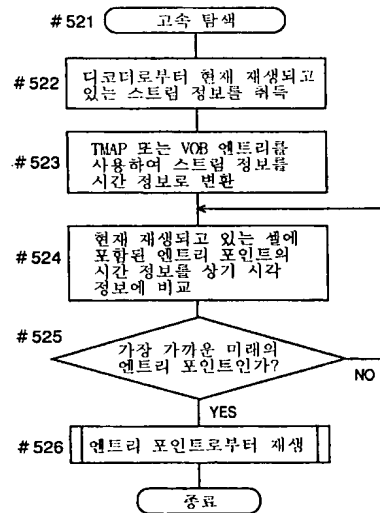 #521
고속 탐색
#522
디코더로부터 현재 재생되고
있는 스트림 정보를 취득
#523
TMAP 또는 VOB 엔트리를
사용하여 스트림 정보를
시간 정보로 변환
#524
현재 재생되고 있는 셀에
포함된 엔트리 포인트의
시간 정보를 상기 시각
정보에 비교
#525
가장 가까운 미래의
엔트리 포인트인가?
NO
YES
#526
엔트리 포인트로부터 재생
종료